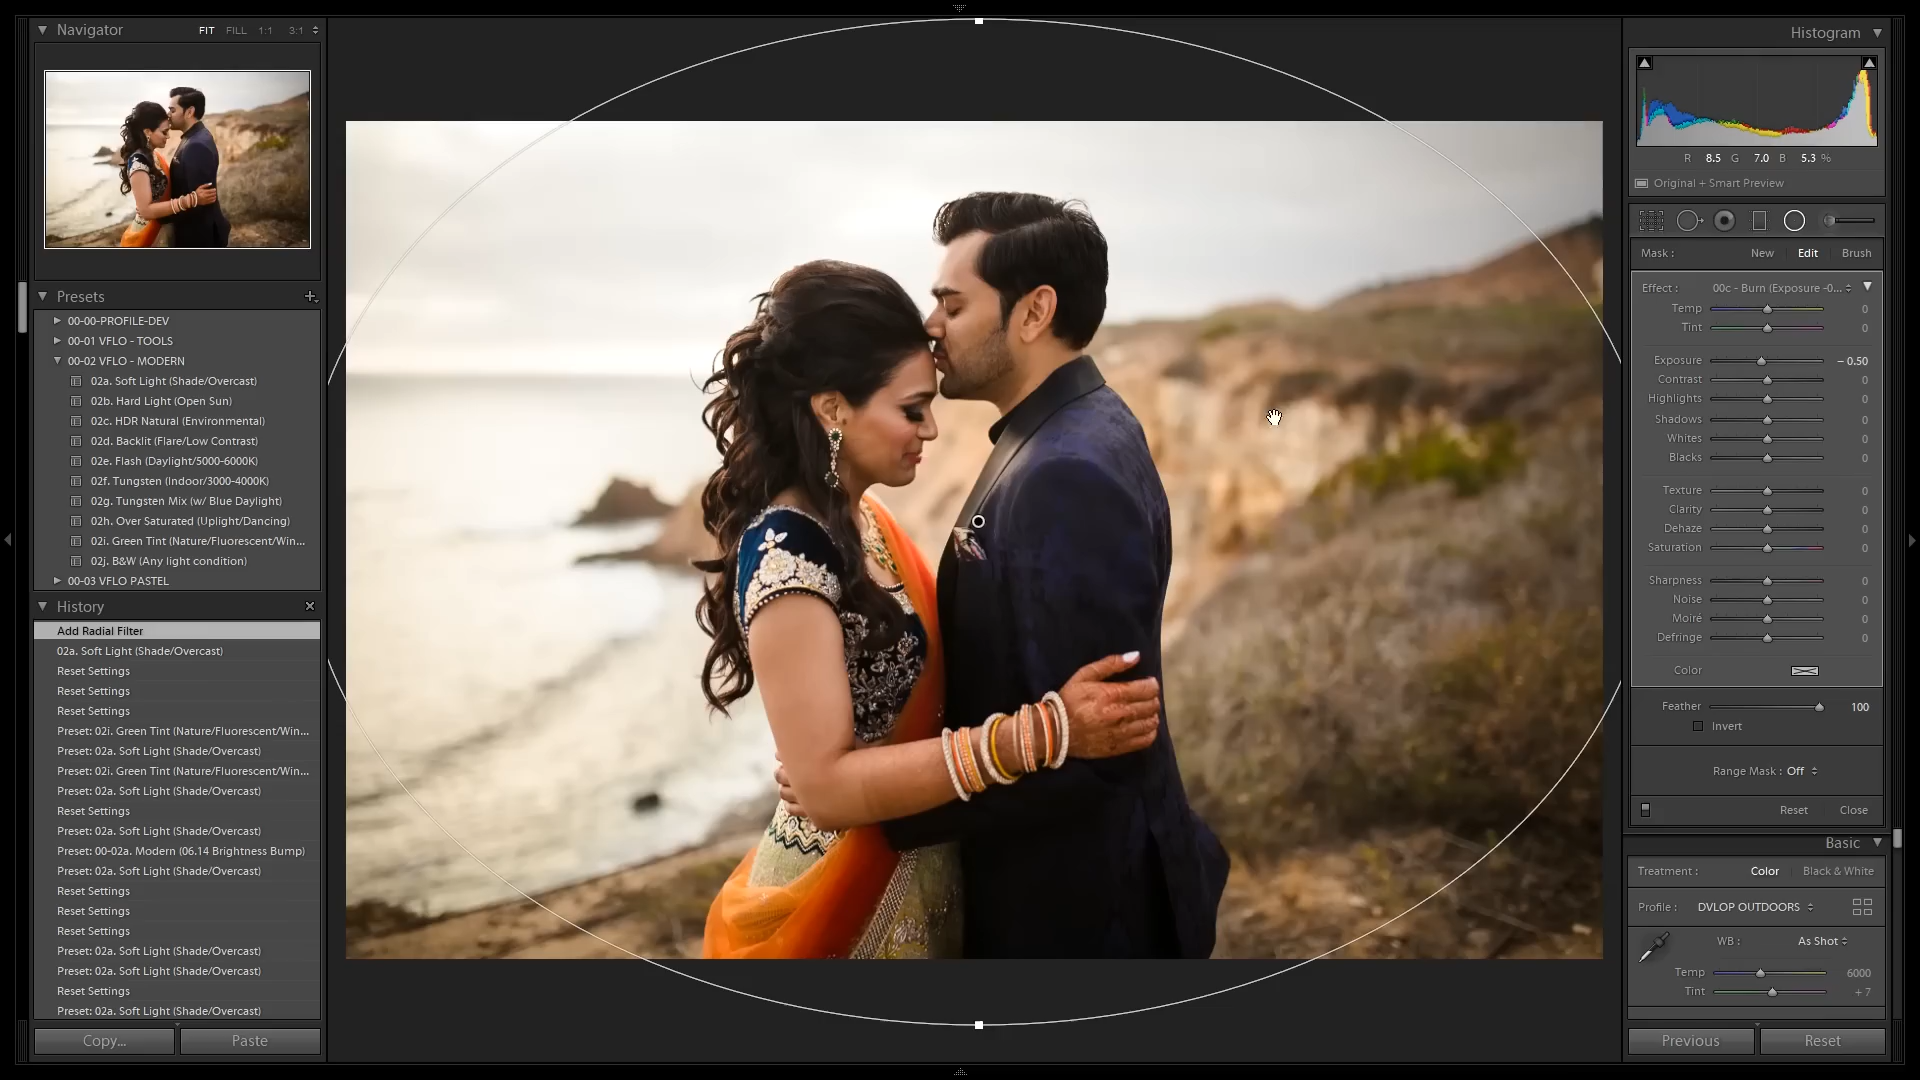 Navigator FIT FILL 1:1 3:1
Presets
00-00-PROFILE-DEV
00-01 VFLO - TOOLS
00-02 VFLO - MODERN
02a. Soft Light (Shade/Overcast)
02b. Hard Light (Open Sun)
02c. HDR Natural (Environmental)
02d. Backlit (Flare/Low Contrast)
02e. Flash (Daylight/5000-6000K)
02f. Tungsten (Indoor/3000-4000K)
02g. Tungsten Mix (w/ Blue Daylight)
02h. Over Saturated (Uplight/Dancing)
02i. Green Tint (Nature/Fluorescent/Win...
02j. B&W (Any light condition)
00-03 VFLO PASTEL
History
Add Radial Filter
02a. Soft Light (Shade/Overcast)
Reset Settings
Reset Settings
Reset Settings
Preset: 02i. Green Tint (Nature/Fluorescent/Win...
Preset: 02a. Soft Light (Shade/Overcast)
Preset: 02i. Green Tint (Nature/Fluorescent/Win...
Preset: 02a. Soft Light (Shade/Overcast)
Reset Settings
Preset: 02a. Soft Light (Shade/Overcast)
Preset: 00-02a. Modern (06.14 Brightness Bump)
Preset: 02a. Soft Light (Shade/Overcast)
Reset Settings
Reset Settings
Reset Settings
Preset: 02a. Soft Light (Shade/Overcast)
Preset: 02a. Soft Light (Shade/Overcast)
Reset Settings
Preset: 02a. Soft Light (Shade/Overcast)
Copy... Paste
Histogram
R 8.5 G 7.0 B 5.3 %
Original + Smart Preview
Mask : New Edit Brush
Effect : 00c - Burn (Exposure -0...
Temp 0
Tint 0
Exposure – 0.50
Contrast 0
Highlights 0
Shadows 0
Whites 0
Blacks 0
Texture 0
Clarity 0
Dehaze 0
Saturation 0
Sharpness 0
Noise 0
Moiré 0
Defringe 0
Color
Feather 100
Invert
Range Mask : Off
Reset Close
Basic
Treatment : Color Black & White
Profile : DVLOP OUTDOORS
WB : As Shot
Temp 6000
Tint + 7
Previous Reset